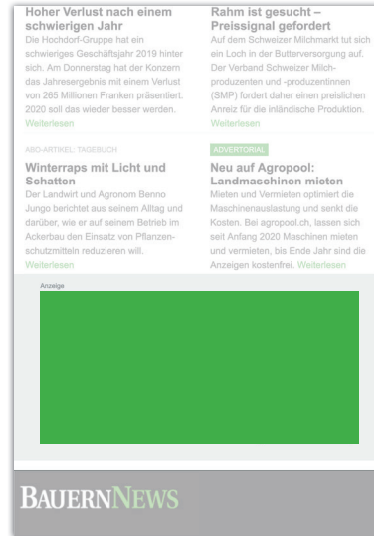 Hoher Verlust nach einem
schwierigen Jahr
Die Hochdorf-Gruppe hat ein
schwieriges Geschäftsjahr 2019 hinter
sich. Am Donnerstag hat der Konzern
das Jahresergebnis mit einem Verlust
von 265 Millionen Franken präsentiert.
2020 soll das wieder besser werden.
Weiterlesen
Rahm ist gesucht –
Preissignal gefordert
Auf dem Schweizer Milchmarkt tut sich
ein Loch in der Butterversorgung auf.
Der Verband Schweizer Milch-
produzenten und -produzentinnen
(SMP) fordert daher einen preislichen
Anreiz für die inländische Produktion.
Weiterlesen
ABO-ARTIKEL: TAGEBUCH
Winterraps mit Licht und
Schatten
Der Landwirt und Agronom Benno
Jungo berichtet aus seinem Alltag und
darüber, wie er auf seinem Betrieb im
Ackerbau den Einsatz von Pflanzen-
schutzmitteln reduzieren will.
Weiterlesen
ADVERTORIAL
Neu auf Agropool:
Landmaschinen mieten
Mieten und Vermieten optimiert die
Maschinenauslastung und senkt die
Kosten. Bei agropool.ch, lassen sich
seit Anfang 2020 Maschinen mieten
und vermieten, bis Ende Jahr sind die
Anzeigen kostenfrei. Weiterlesen
Anzeige
BAUERNNEWS